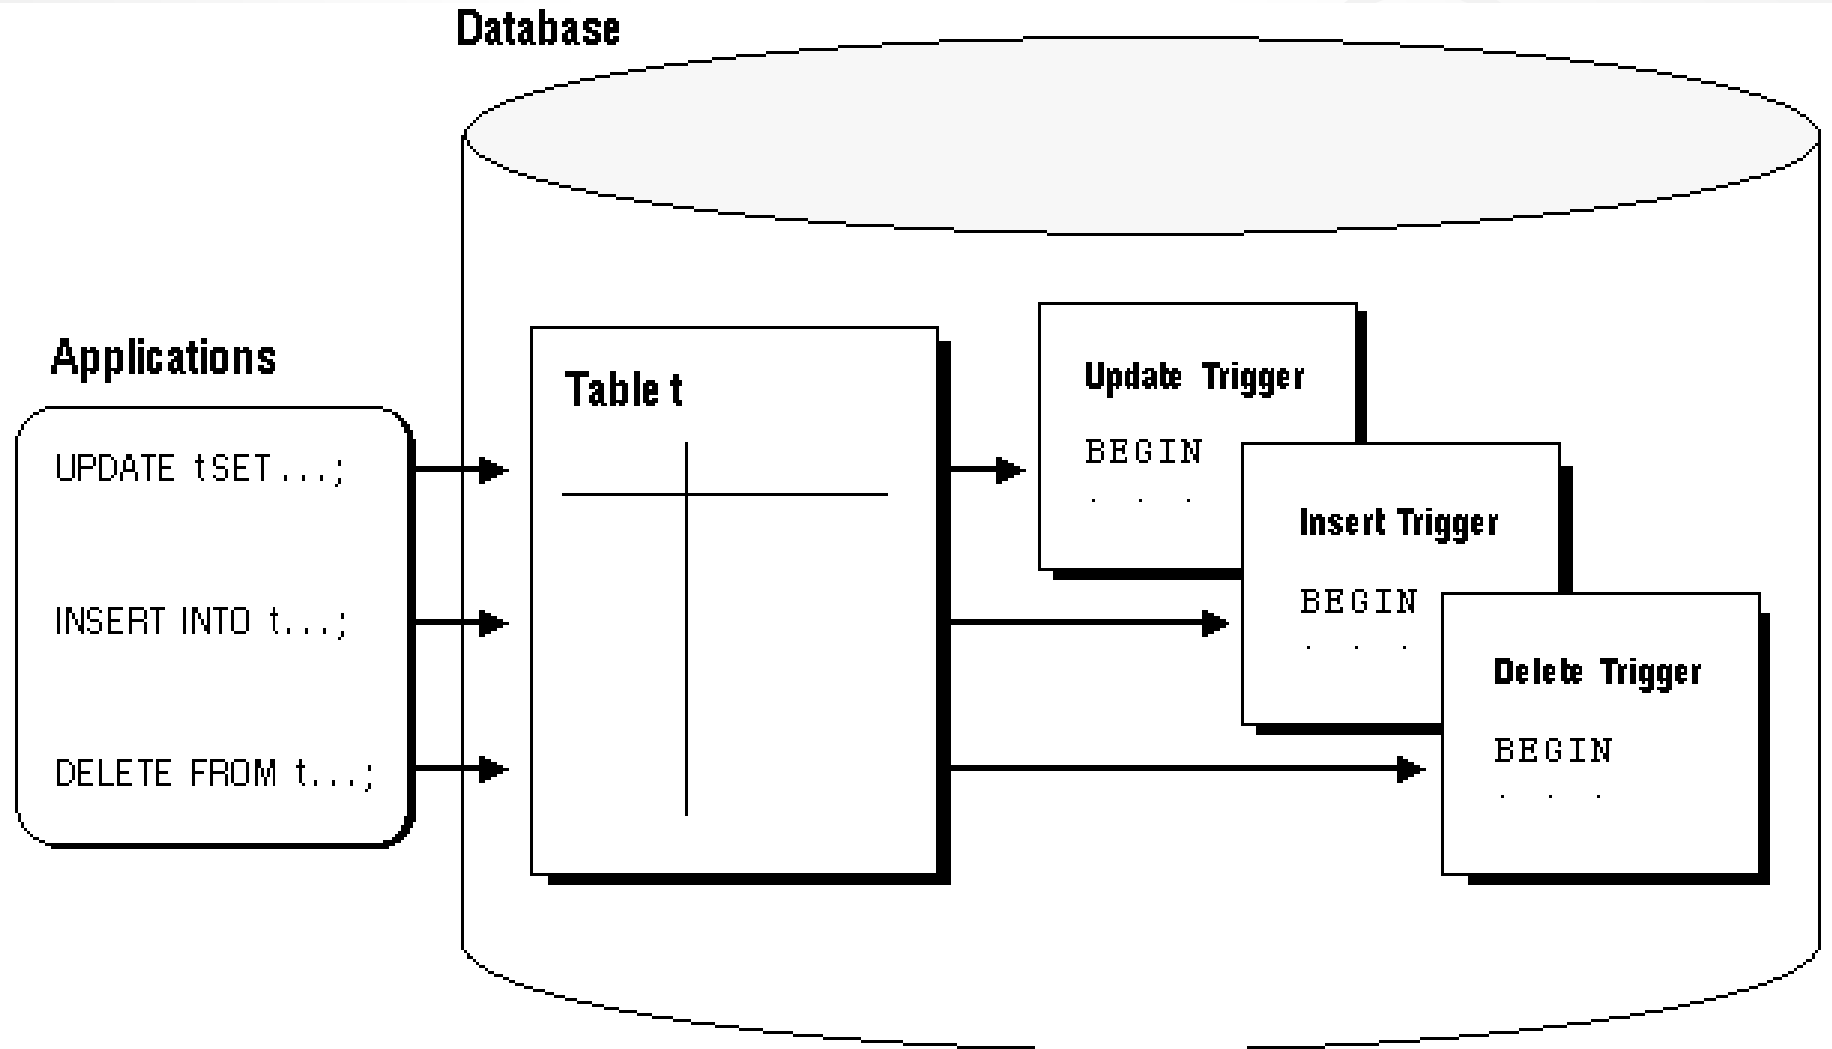 Database
Applications
UPDATE tSET...;
INSERT INTO t...;
DELETE FROM t...;
Table t
Update Trigger
BEGIN
. . .
Insert Trigger
BEGIN
. . .
Delete Trigger
BEGIN
. . .